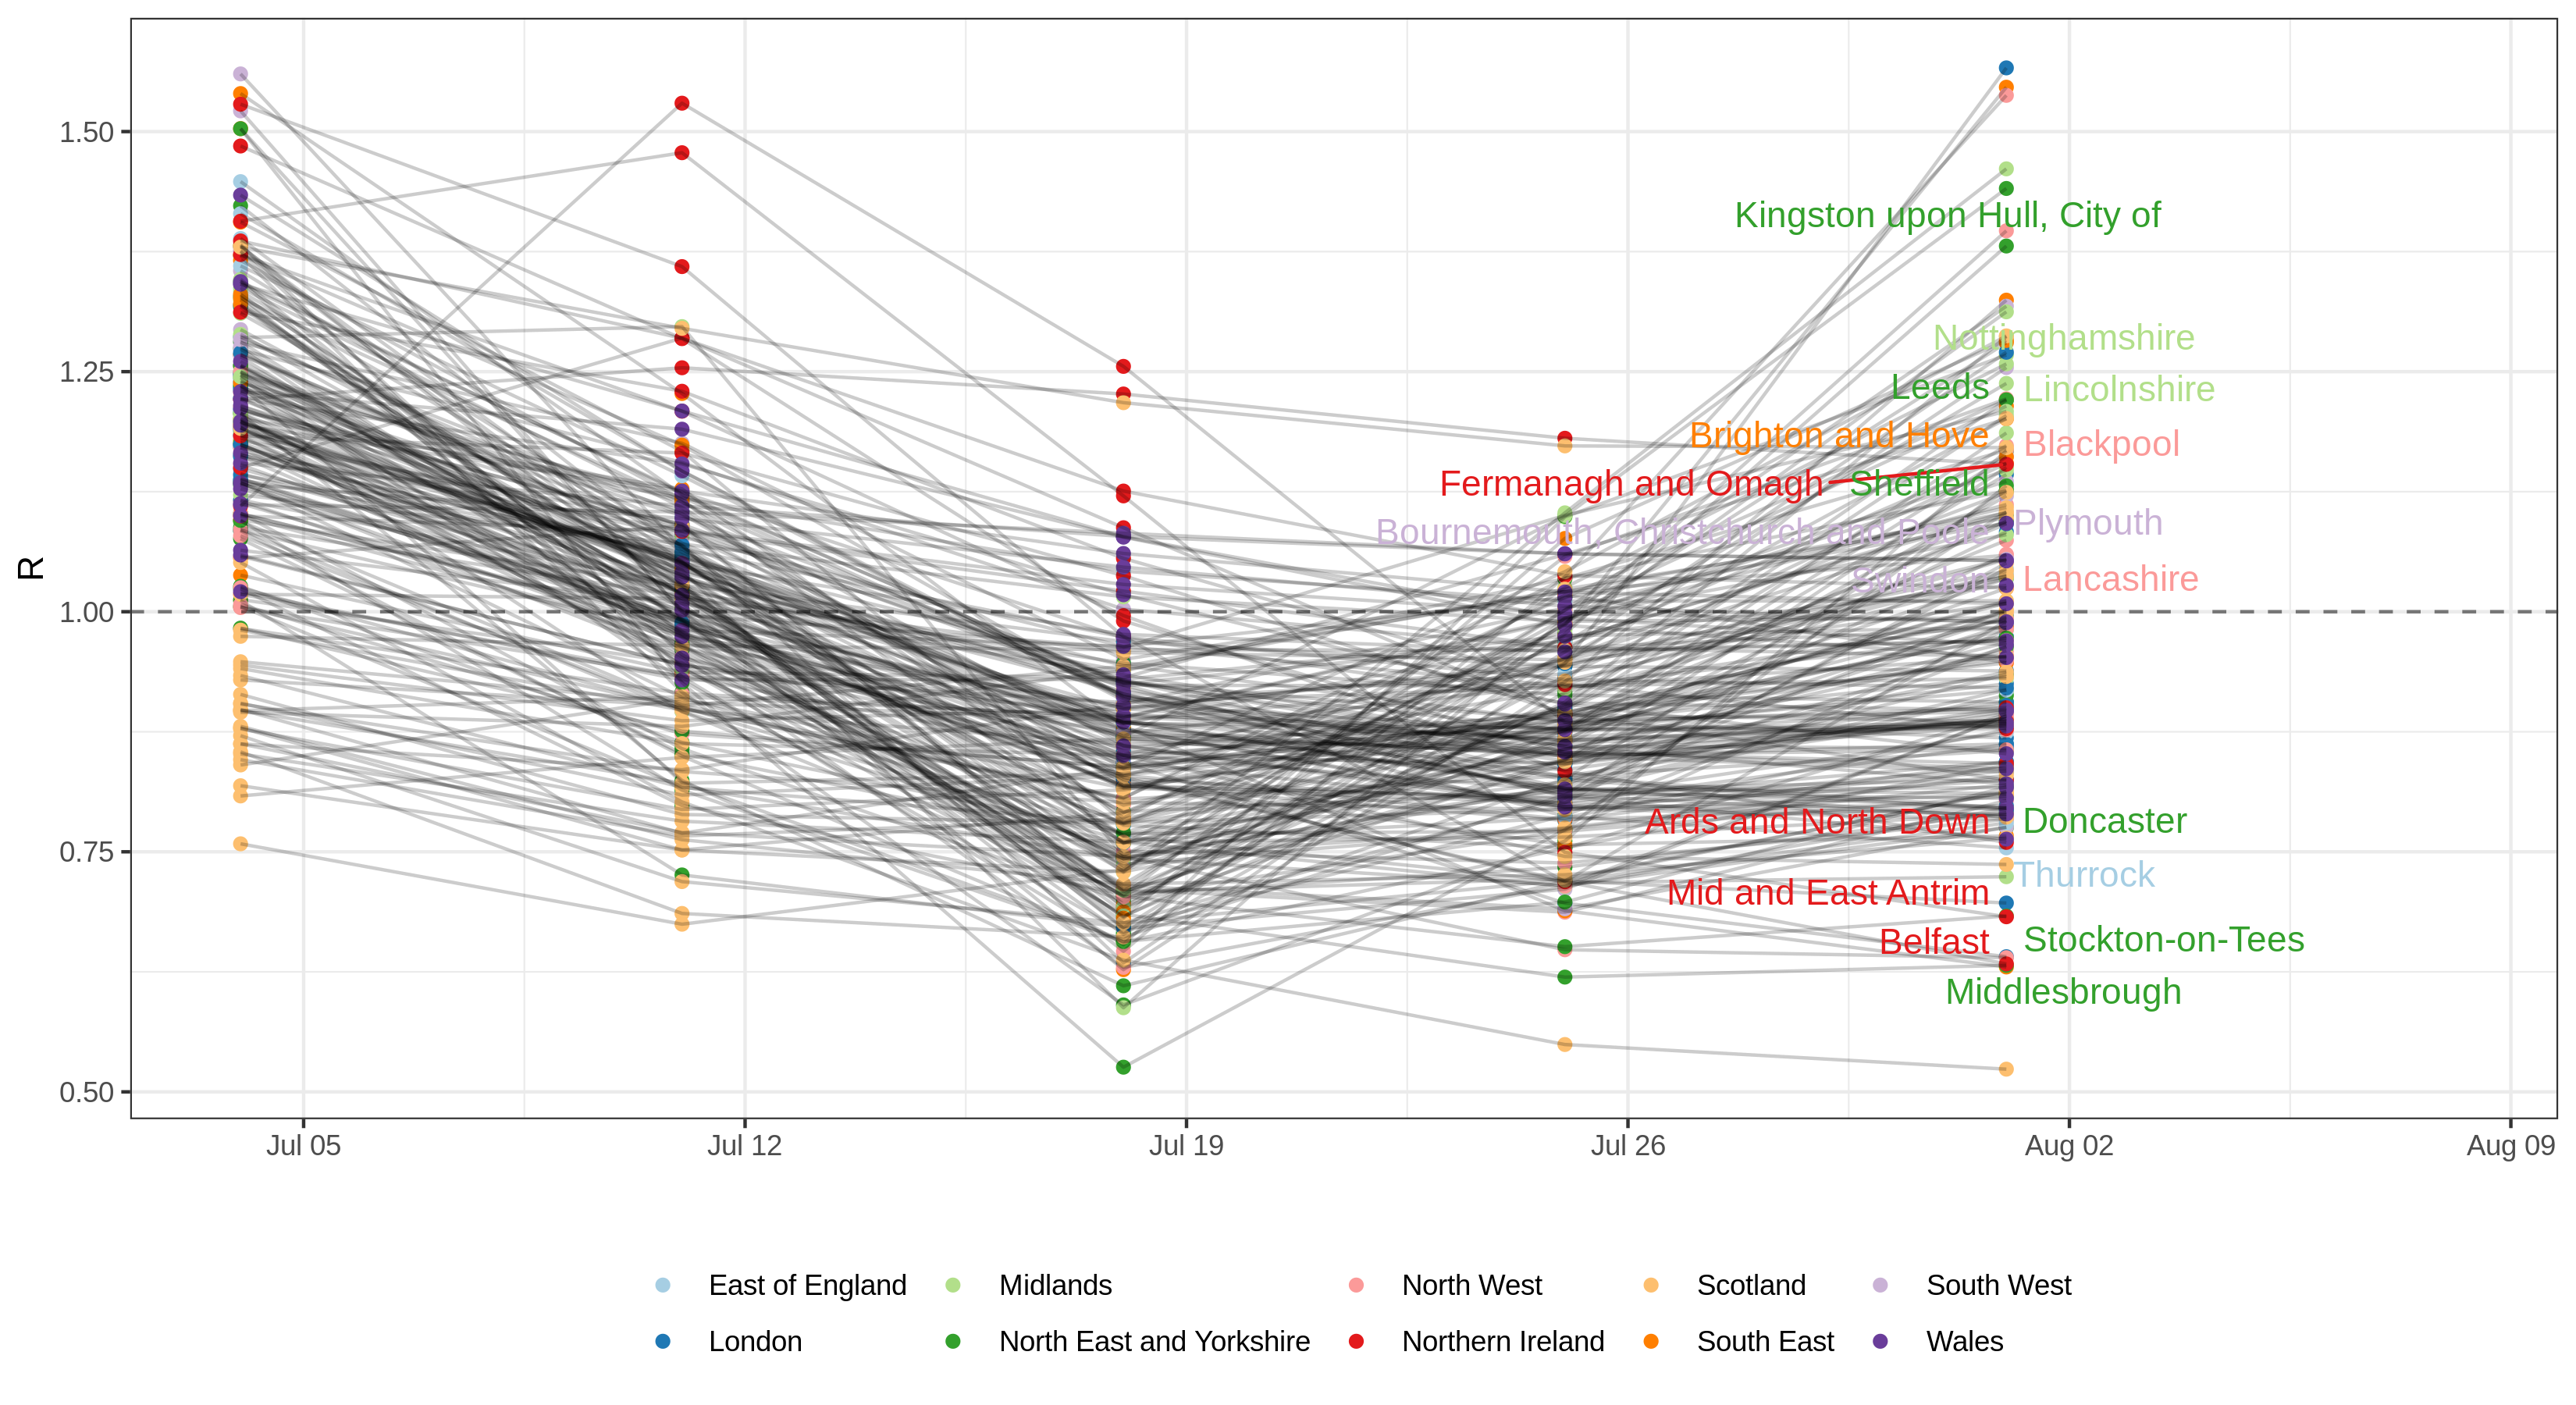 1.50
1.25
1.00
0.75
0.50
R
Kingston upon Hull, City of
Nottinghamshire
Leeds
Lincolnshire
Brighton and Hove
Blackpool
Fermanagh and Omagh
Sheffield
Bournemouth, Christchurch and Poole
Plymouth
Swindon
Lancashire
Ards and North Down
Doncaster
Thurrock
Mid and East Antrim
Belfast
Stockton-on-Tees
Middlesbrough
Jul 05
Jul 12
Jul 19
Jul 26
Aug 02
Aug 09
East of England
Midlands
North West
Scotland
South West
London
North East and Yorkshire
Northern Ireland
South East
Wales